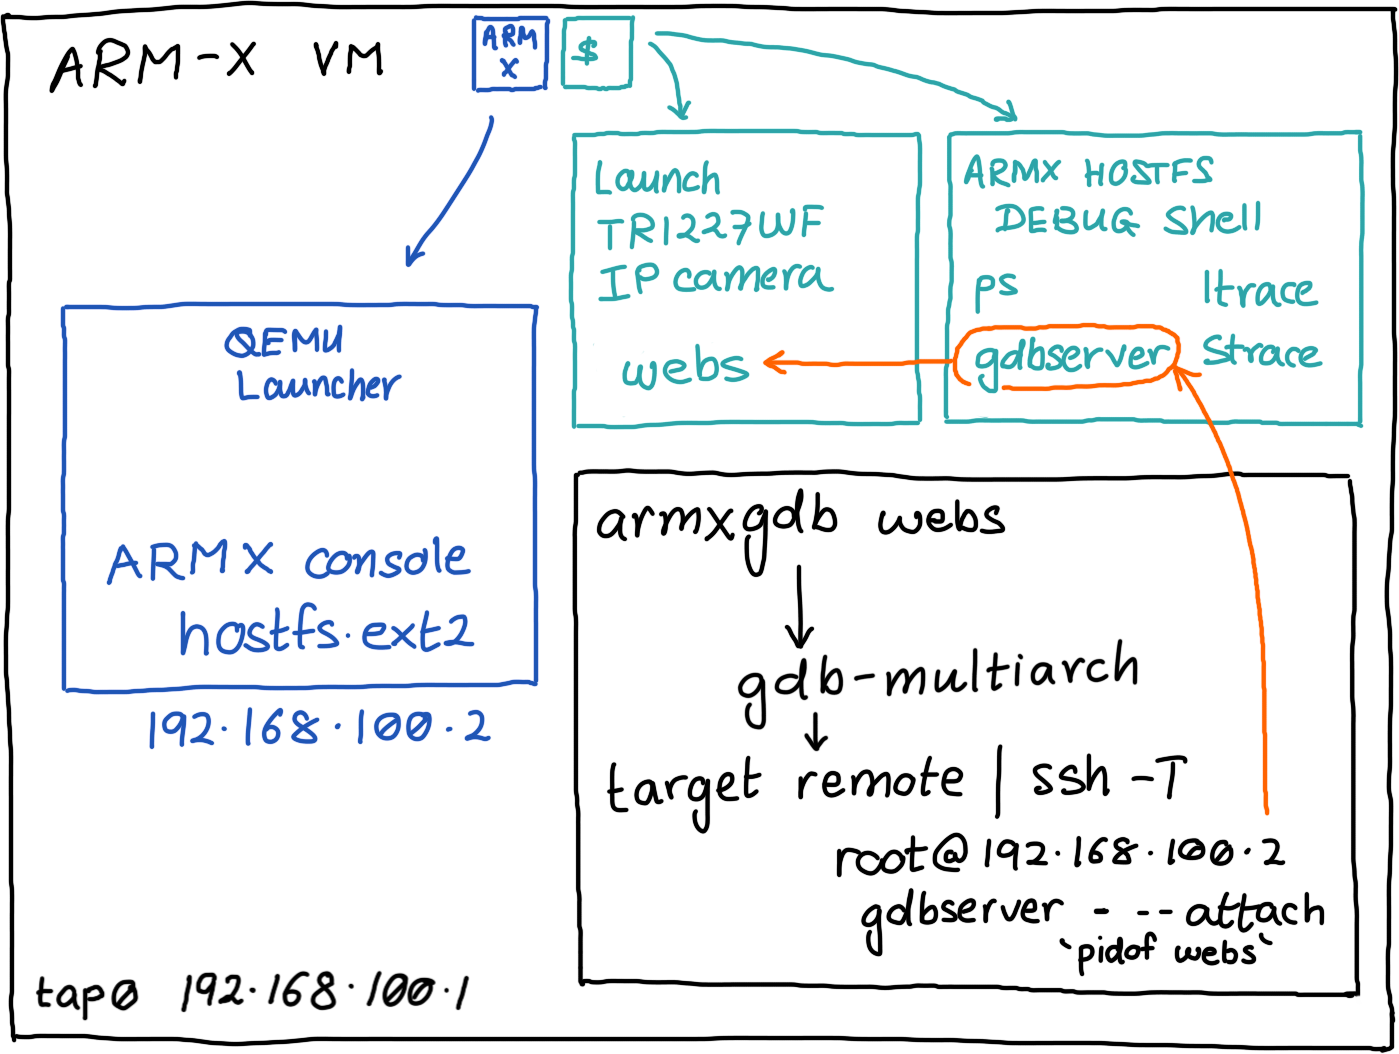 ARM-X VM
ARM
X
$
Launch
TRI227WF
IP camera
webs
ARMX HOSTFS
DEBUG Shell
ps ltrace
gdbserver strace
QEMU
Launcher
ARMX console
hostfs.ext2
192.168.100.2
armxgdb webs
gdb-multiarch
target remote | ssh -T
root@192.168.100.2
gdbserver - --attach
`pidof webs`
tap0 192.168.100.1